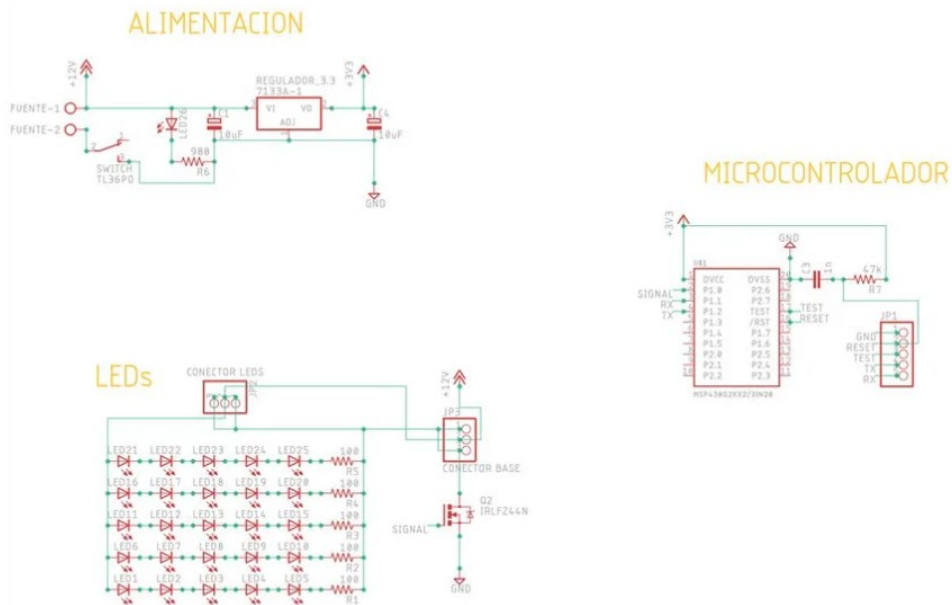 ALIMENTACION
+12V
+3V3
REGULADOR_3.3
7133A-1
FUENTE-1
FUENTE-2
VI
VO
ADJ
LED26
C1
10uF
C4
10uF
1
2
3
980
R6
SWITCH
TL36PO
GND
MICROCONTROLADOR
+3V3
GND
C3
1n
47k
R7
DVCC
DVSS
SIGNAL
P1.0
P2.6
RX
P1.1
P2.7
TX
P1.2
TEST
TEST
P1.3
/RST
RESET
P1.4
P1.7
P1.5
P1.6
P2.0
P2.5
P2.1
P2.4
P2.2
P2.3
JP1
GND
RESET
TEST
TX
RX
LEDs
CONECTOR LEDS
JP2
+12V
JP3
CONECTOR BASE
LED21 LED22 LED23 LED24 LED25 100
R5
LED16 LED17 LED18 LED19 LED20 100
R4
LED11 LED12 LED13 LED14 LED15 100
R3
LED6 LED7 LED8 LED9 LED10 100
R2
LED1 LED2 LED3 LED4 LED5 100
R1
Q2
IRLFZ44N
SIGNAL
GND